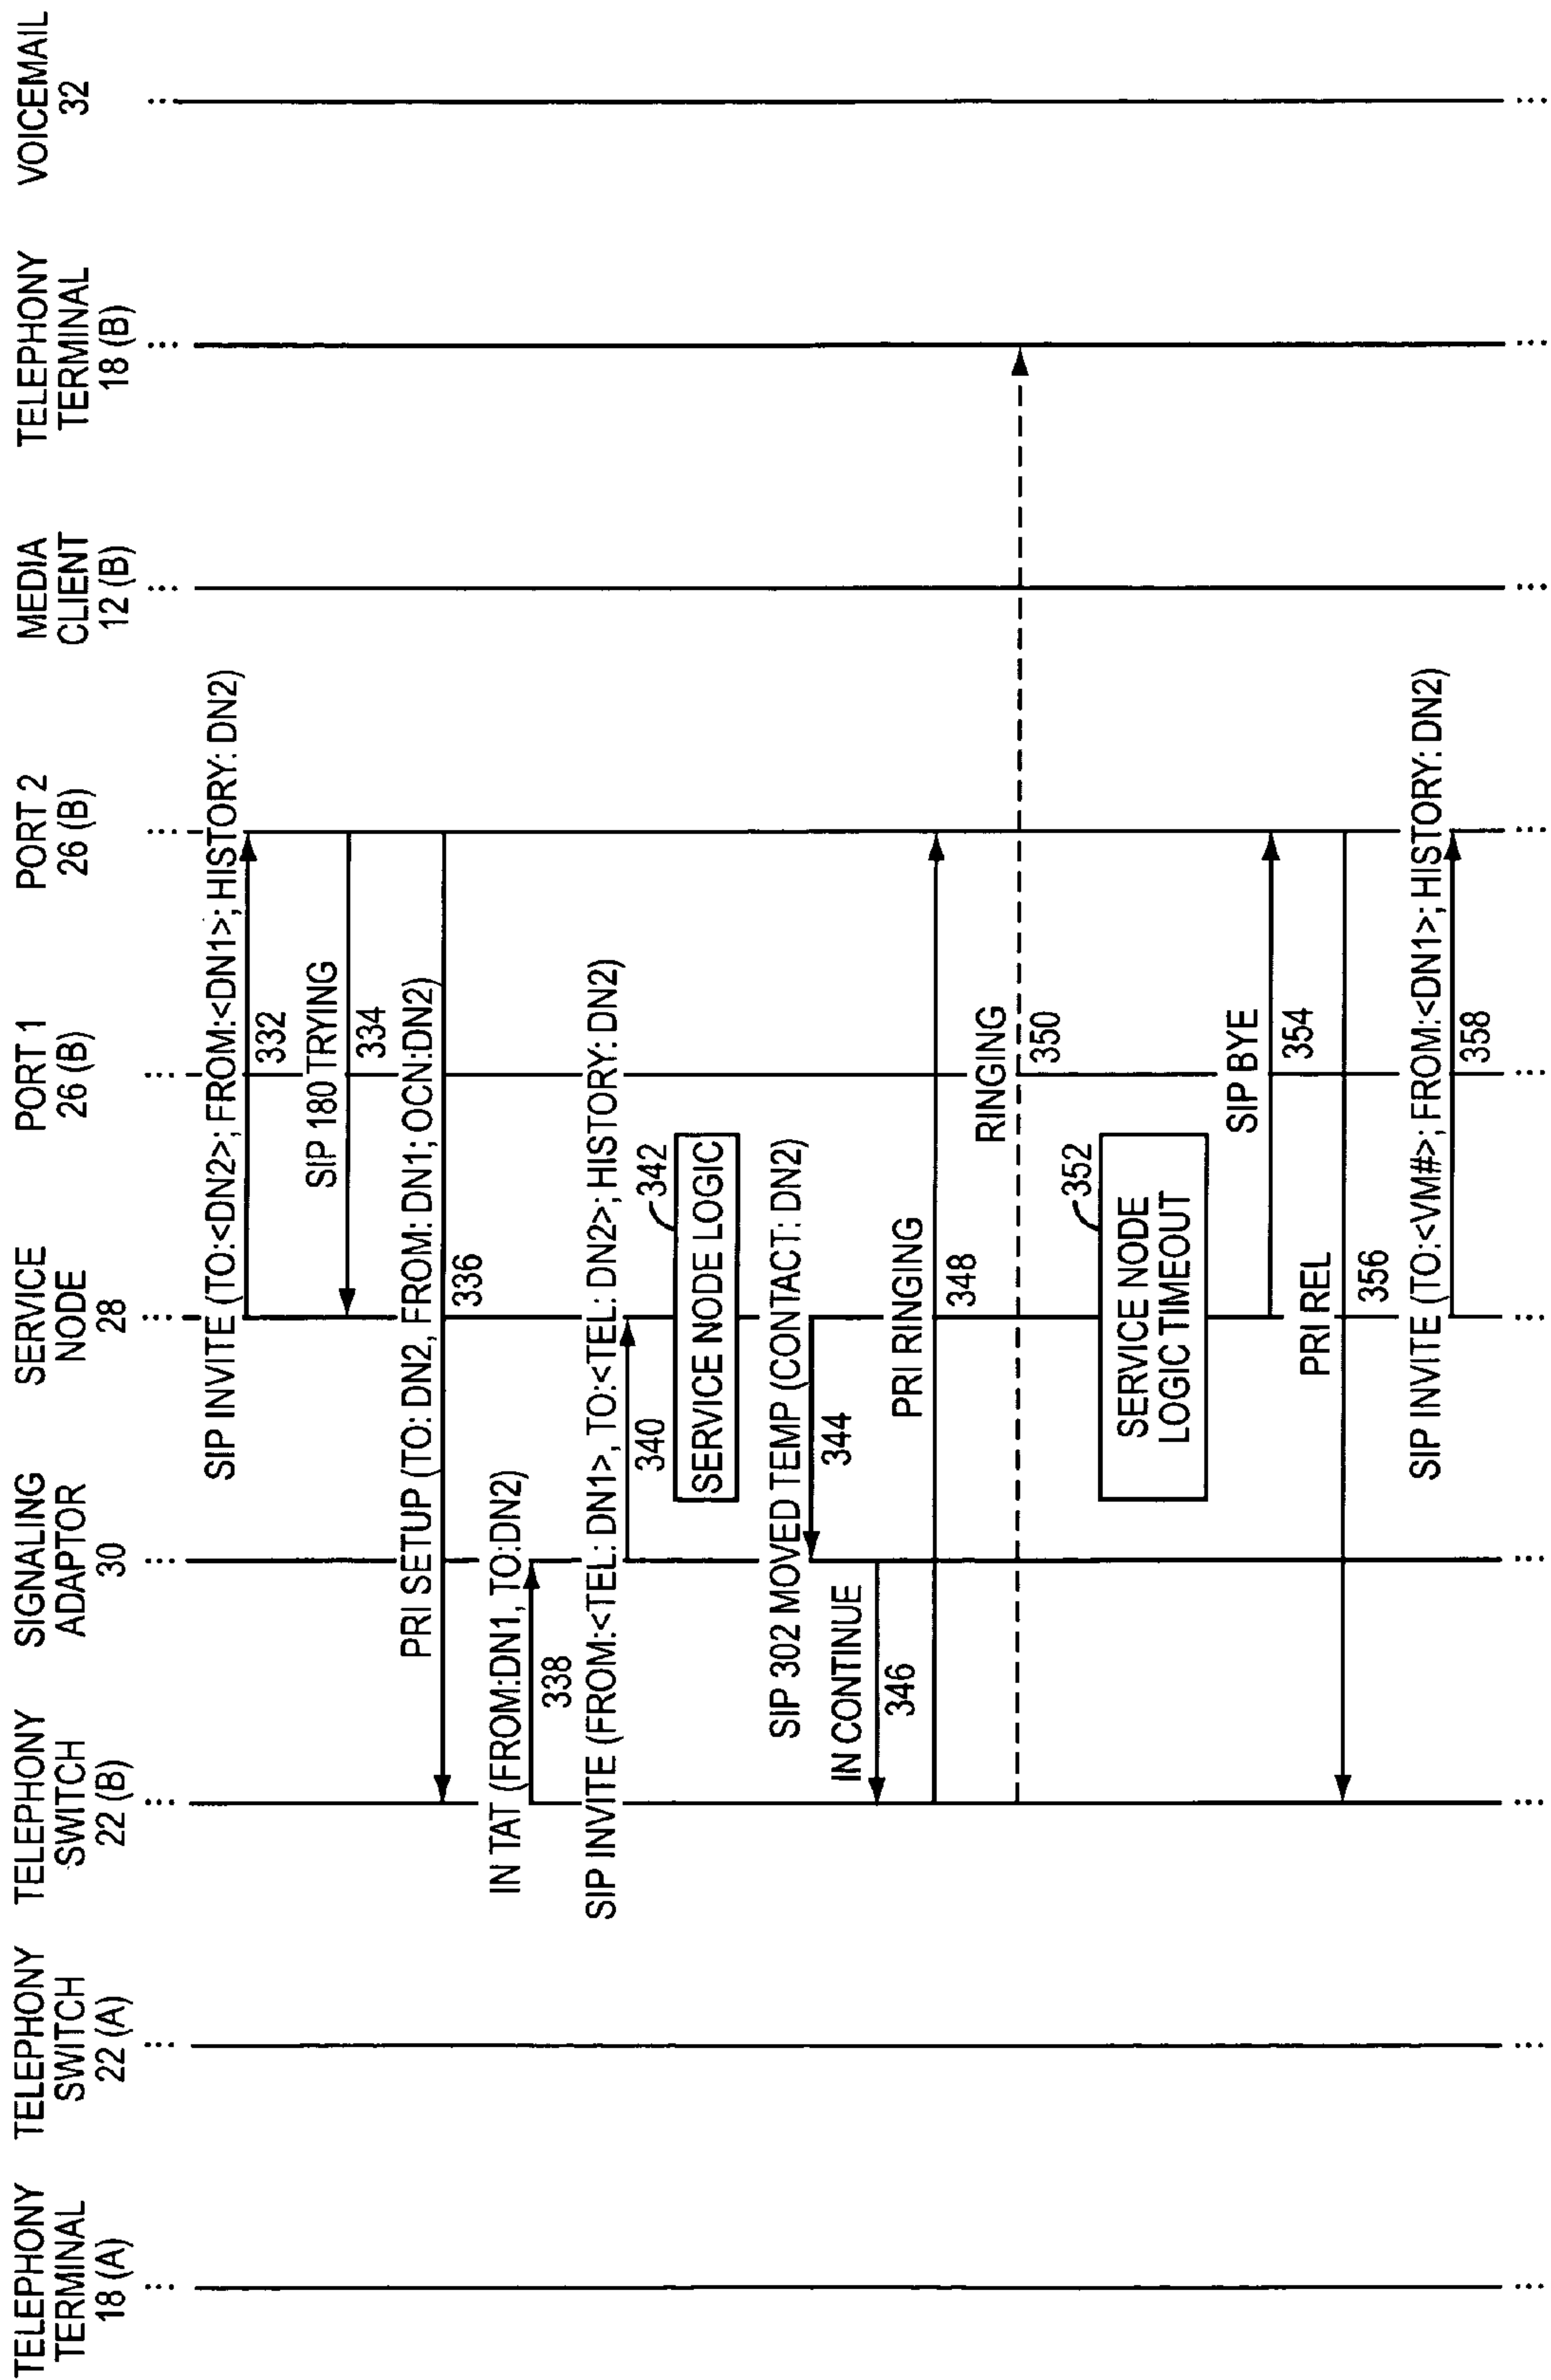 TELEPHONY
TERMINAL
18 (A)
TELEPHONY
SWITCH
22 (A)
TELEPHONY
SWITCH
22 (B)
SIGNALING
ADAPTOR
30
SERVICE
NODE
28
PORT 1
26 (B)
PORT 2
26 (B)
MEDIA
CLIENT
12 (B)
TELEPHONY
TERMINAL
18 (B)
VOICEMAIL
32
SIP INVITE (TO:<DN2>; FROM:<DN1>; HISTORY: DN2)
332
SIP 180 TRYING
334
PRI SETUP (TO: DN2, FROM: DN1; OCN:DN2)
336
IN TAT (FROM:DN1, TO:DN2)
338
SIP INVITE (FROM:<TEL: DN1>, TO:<TEL: DN2>; HISTORY: DN2)
340
342
SERVICE NODE LOGIC
SIP 302 MOVED TEMP (CONTACT: DN2)
344
IN CONTINUE
346
PRI RINGING
348
RINGING
350
352
SERVICE NODE
LOGIC TIMEOUT
SIP BYE
354
PRI REL
356
SIP INVITE (TO:<VM#>; FROM:<DN1>; HISTORY: DN2)
358